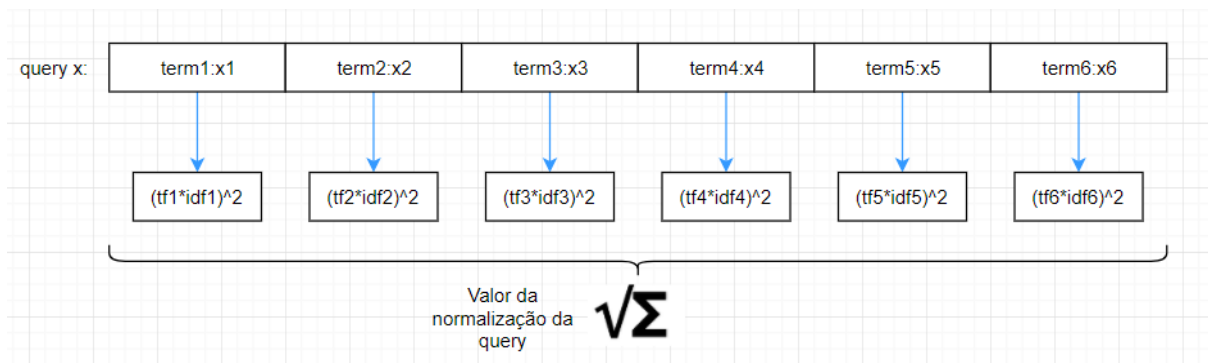 query x: term1:x1 term2:x2 term3:x3 term4:x4 term5:x5 term6:x6
(tf1*idf1)^2 (tf2*idf2)^2 (tf3*idf3)^2 (tf4*idf4)^2 (tf5*idf5)^2 (tf6*idf6)^2
Valor da
normalização da
query
√Σ